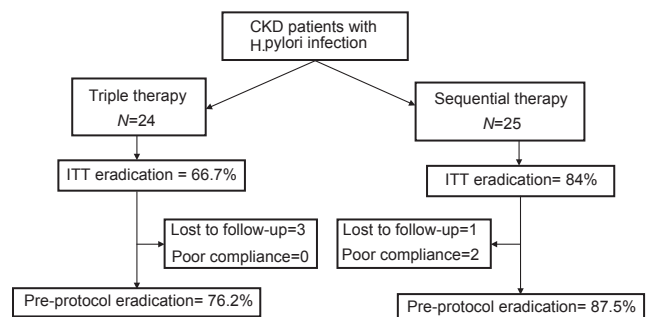 CKD patients with
H.pylori infection
Triple therapy
N=24
Sequential therapy
N=25
ITT eradication = 66.7%
ITT eradication= 84%
Lost to follow-up=3
Poor compliance=0
Lost to follow-up=1
Poor compliance=2
Pre-protocol eradication= 76.2%
Pre-protocol eradication= 87.5%